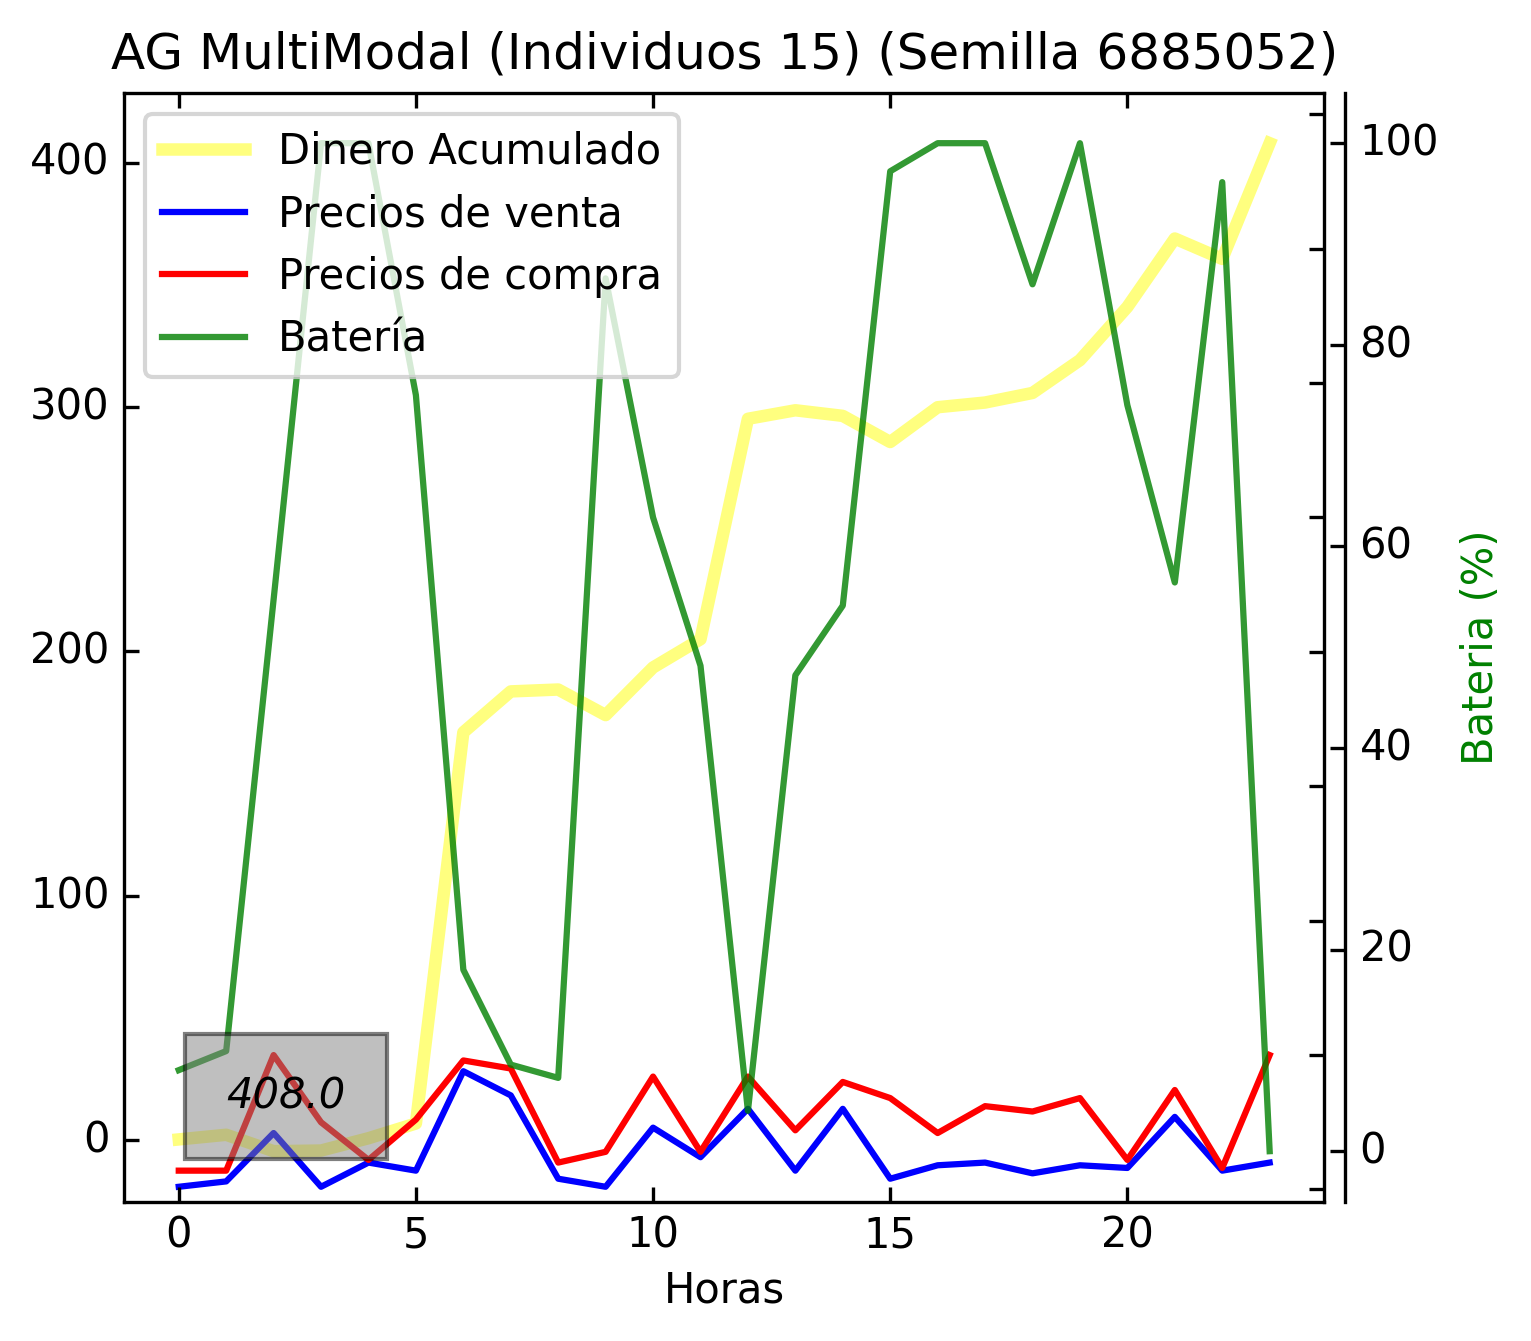 AG MultiModal (Individuos 15) (Semilla 6885052)
Dinero Acumulado
Precios de venta
Precios de compra
Batería
400
300
200
100
0
100
80
60
40
20
0
Bateria (%)
408.0
0 5 10 15 20
Horas